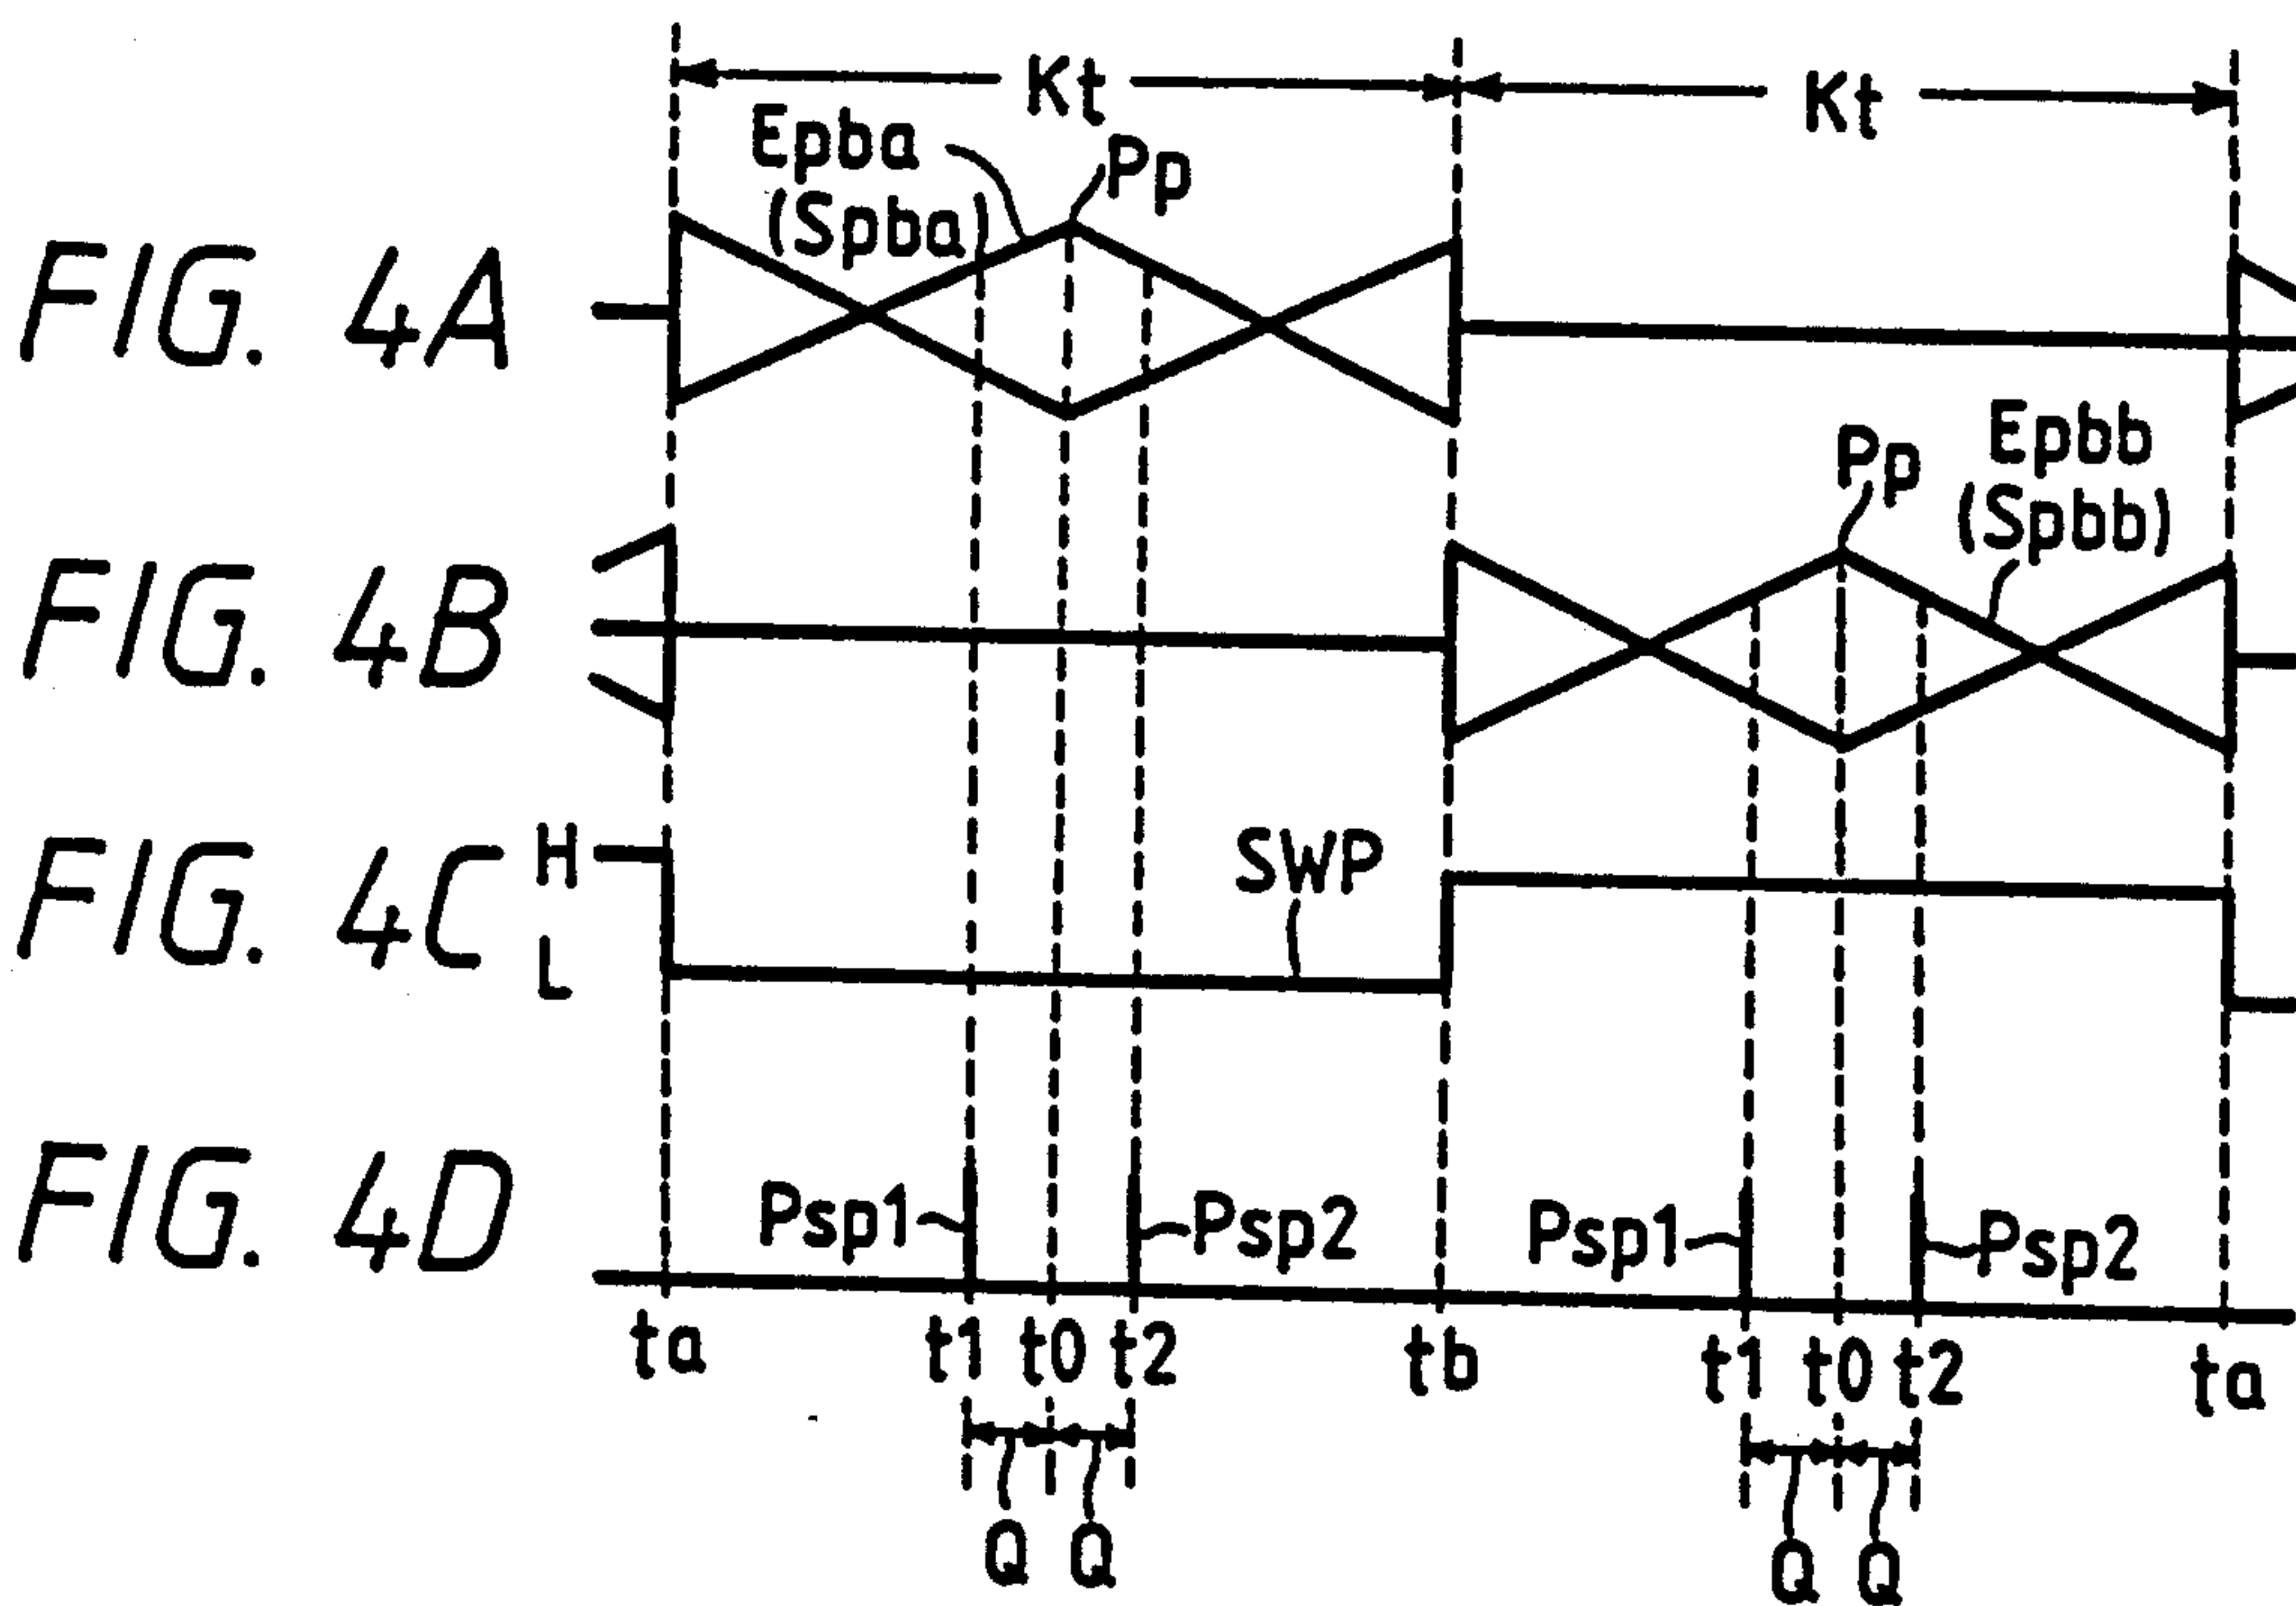 Kt Kt
Epba
(Spba)
Pp
FIG. 4A
Pp
Epbb
(Spbb)
FIG. 4B
FIG. 4C
H
L
SWP
FIG. 4D
Psp1 Psp2 Psp1 Psp2
ta t1 t0 t2 tb t1 t0 t2 ta
Q Q Q Q